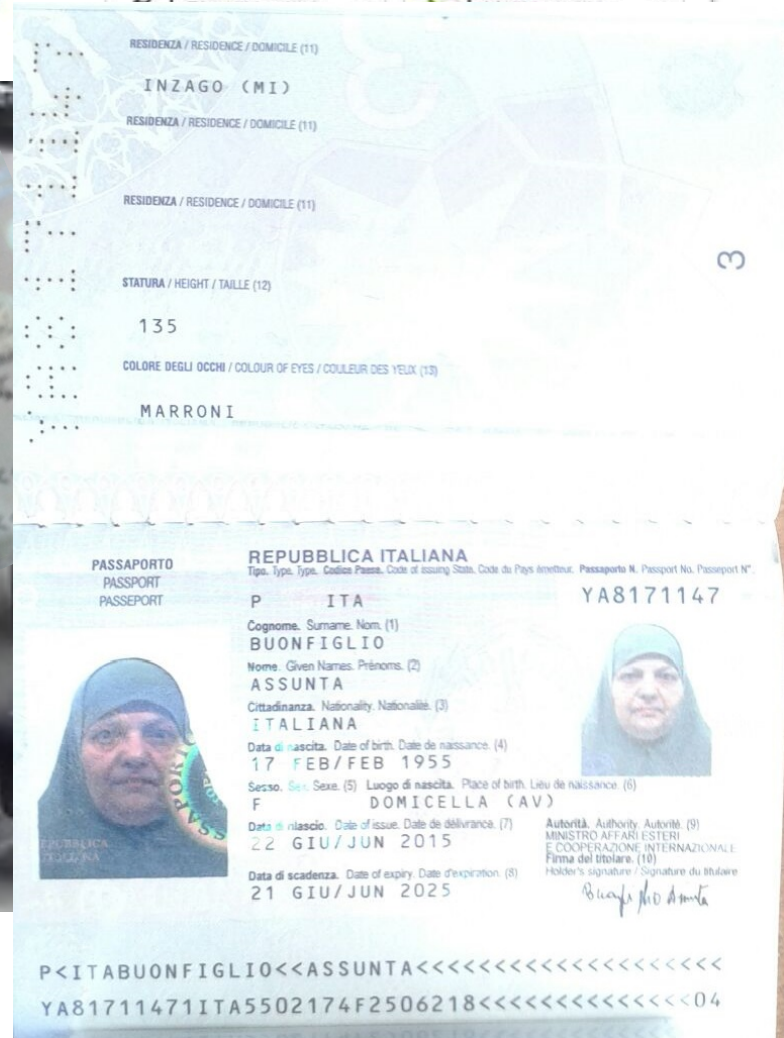 RESIDENZA / RESIDENCE / DOMICILE (11)
INZAGO (MI)
RESIDENZA / RESIDENCE / DOMICILE (11)
RESIDENZA / RESIDENCE / DOMICILE (11)
STATURA / HEIGHT / TAILLE (12)
135
COLORE DEGLI OCCHI / COLOUR OF EYES / COULEUR DES YEUX (13)
MARRONI
3
PASSAPORTO
PASSPORT
PASSEPORT
REPUBBLICA ITALIANA
Tipo. Type. Type. Codice Paese. Code of issuing State. Code du Pays émetteur. Passaporto N. Passport No. Passeport N°.
P ITA YA8171147
Cognome. Surname. Nom. (1)
BUONFIGLIO
Nome. Given Names. Prénoms. (2)
ASSUNTA
Cittadinanza. Nationality. Nationalité. (3)
ITALIANA
Data di nascita. Date of birth. Date de naissance. (4)
17 FEB/FEB 1955
Sesso. Sex. Sexe. (5) Luogo di nascita. Place of birth. Lieu de naissance. (6)
F DOMICELLA (AV)
Data di rilascio. Date of issue. Date de délivrance. (7)
22 GIU/JUN 2015
Data di scadenza. Date of expiry. Date d'expiration. (8)
21 GIU/JUN 2025
Autorità. Authority. Autorité. (9)
MINISTRO AFFARI ESTERI
E COOPERAZIONE INTERNAZIONALE
Firma del titolare. (10)
Holder's signature / Signature du titulaire
P<ITABUONFIGLIO<<ASSUNTA<<<<<<<<<<<<<<<<<<<<
YA81711471ITA5502174F2506218<<<<<<<<<<<<<<04